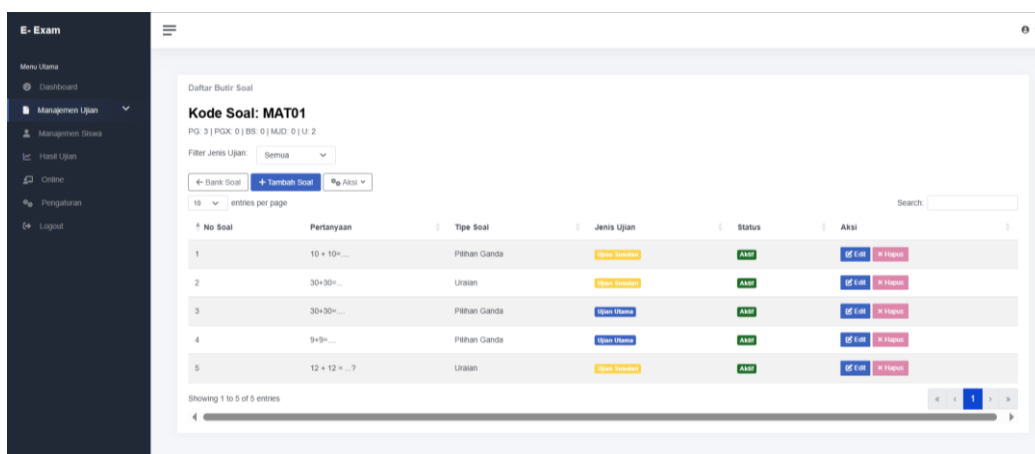 E- Exam
Menu Utama
Dashboard
Manajemen Ujian
Manajemen Siswa
Hasil Ujian
Online
Pengaturan
Logout
Daftar Butir Soal
Kode Soal: MAT01
PG: 3 | PGX: 0 | BS: 0 | MJD: 0 | U: 2
Filter Jenis Ujian: Semua
Bank Soal + Tambah Soal Aksi
10 entries per page Search:
No Soal Pertanyaan Tipe Soal Jenis Ujian Status Aksi
1 10 + 10=.... Pilihan Ganda Ujian Susulan Aktif Edit Hapus
2 30+30=... Uraian Ujian Susulan Aktif Edit Hapus
3 30+30=.... Pilihan Ganda Ujian Utama Aktif Edit Hapus
4 9+9=.... Pilihan Ganda Ujian Utama Aktif Edit Hapus
5 12 + 12 = ...? Uraian Ujian Susulan Aktif Edit Hapus
Showing 1 to 5 of 5 entries « ‹ 1 › »